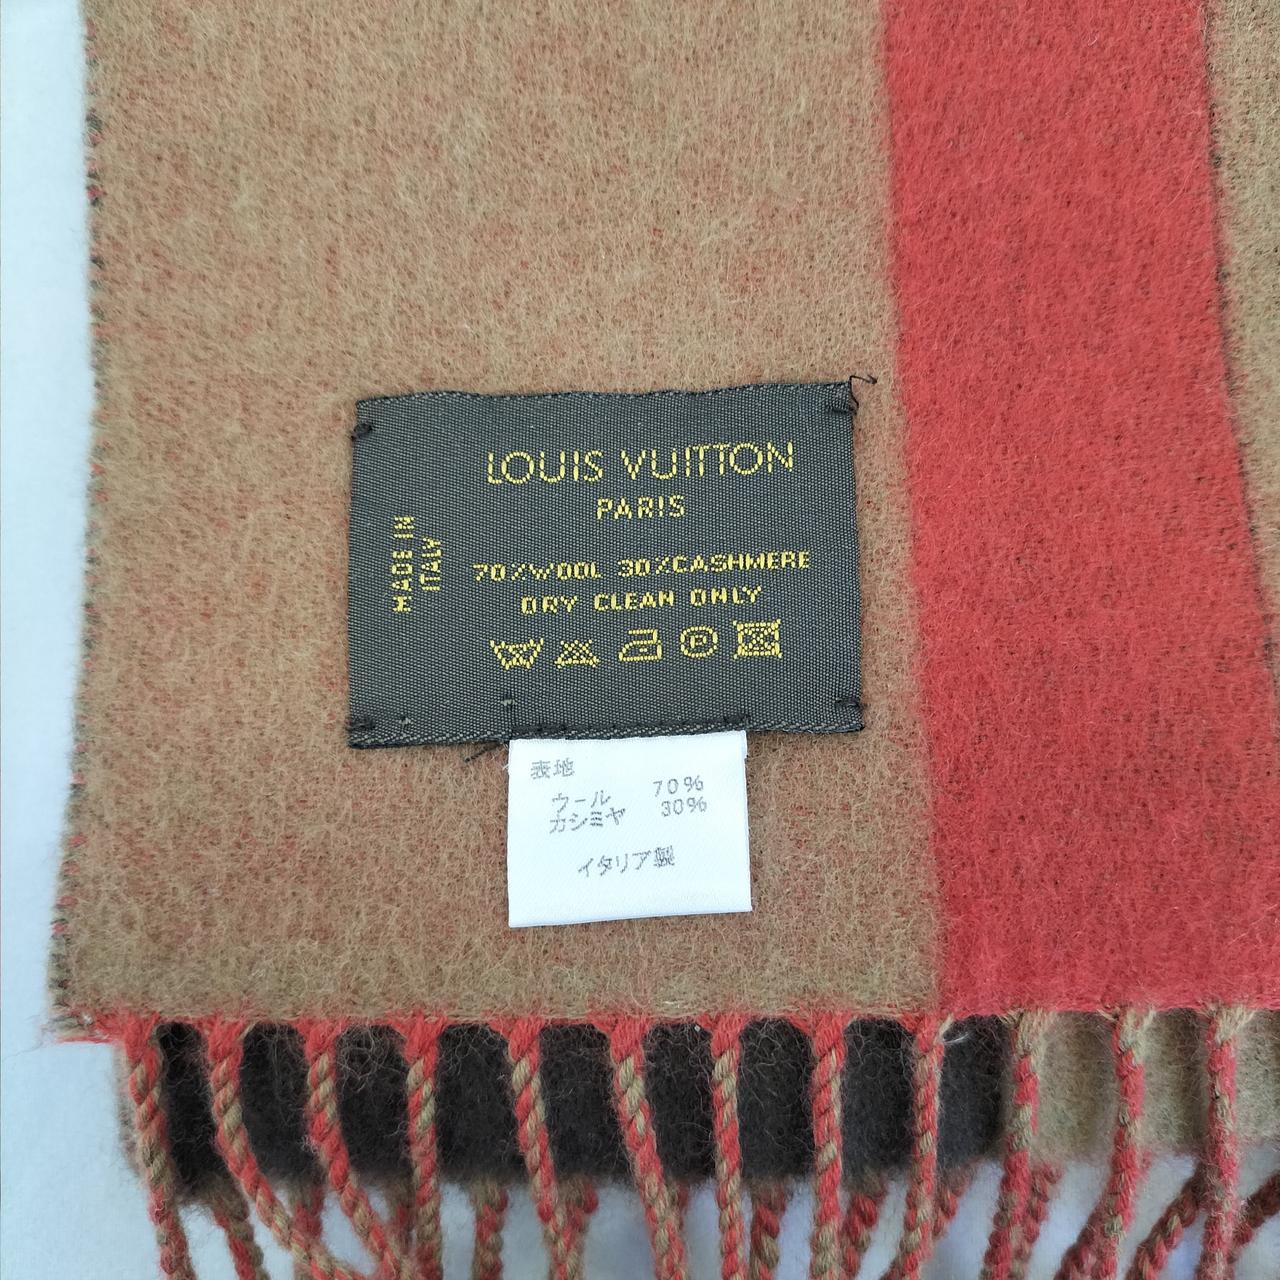 LOUIS VUITTON
PARIS
MADE IN
ITALY
70%WOOL 30%CASHMERE
DRY CLEAN ONLY
P
表地
ウール 70%
カシミヤ 30%
イタリア製